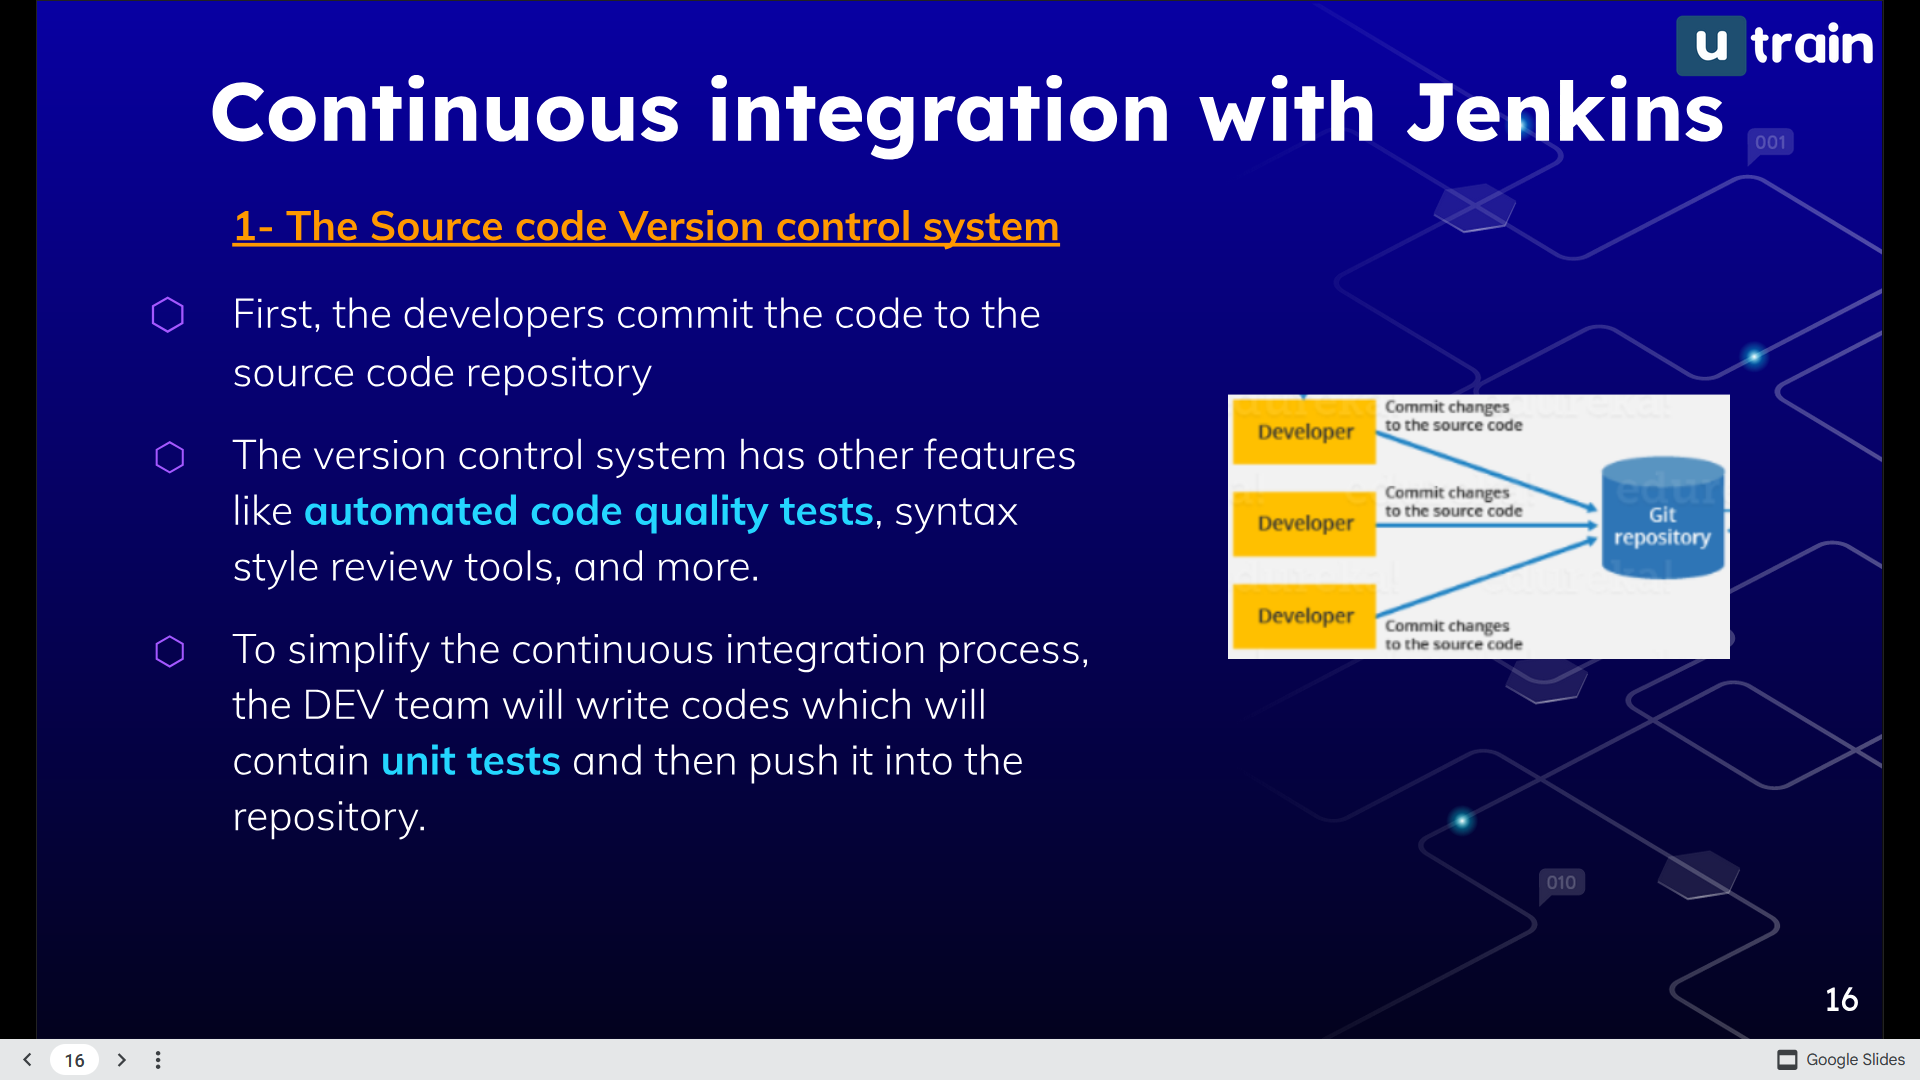 u train
Continuous integration with Jenkins
001
1- The Source code Version control system
First, the developers commit the code to the
source code repository
The version control system has other features
like automated code quality tests, syntax
style review tools, and more.
To simplify the continuous integration process,
the DEV team will write codes which will
contain unit tests and then push it into the
repository.
Developer
Commit changes
to the source code
Developer
Commit changes
to the source code
Developer
Commit changes
to the source code
Git
repository
010
16
16
Google Slides